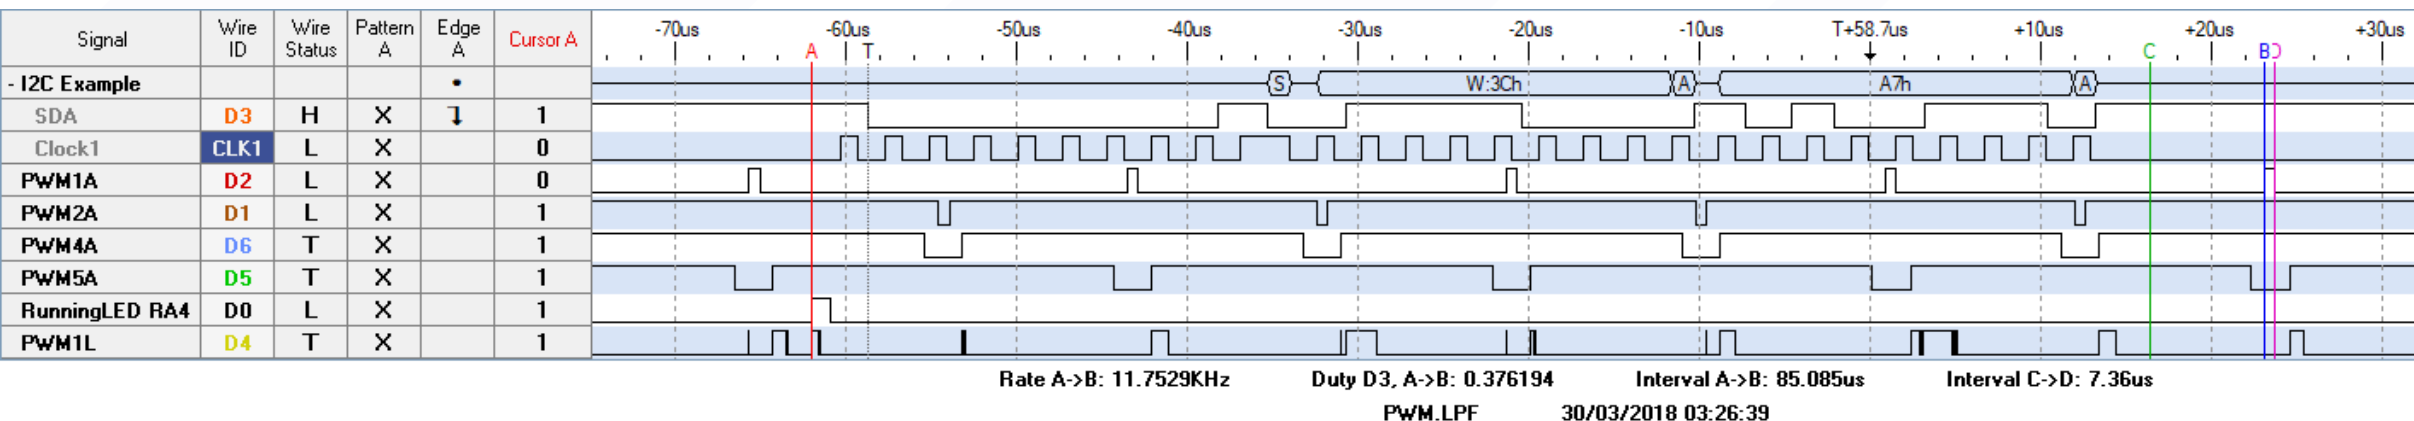 Signal Wire ID Wire Status Pattern A Edge A Cursor A -70us -60us -50us -40us -30us -20us -10us T+58.7us +10us +20us +30us
A T C B D
- I2C Example • S W:3Ch A A7h A
SDA D3 H X 1
Clock1 CLK1 L X 0
PWM1A D2 L X 0
PWM2A D1 L X 1
PWM4A D6 T X 1
PWM5A D5 T X 1
RunningLED RA4 D0 L X 1
PWM1L D4 T X 1
Rate A->B: 11.7529KHz Duty D3, A->B: 0.376194 Interval A->B: 85.085us Interval C->D: 7.36us
PWM.LPF 30/03/2018 03:26:39